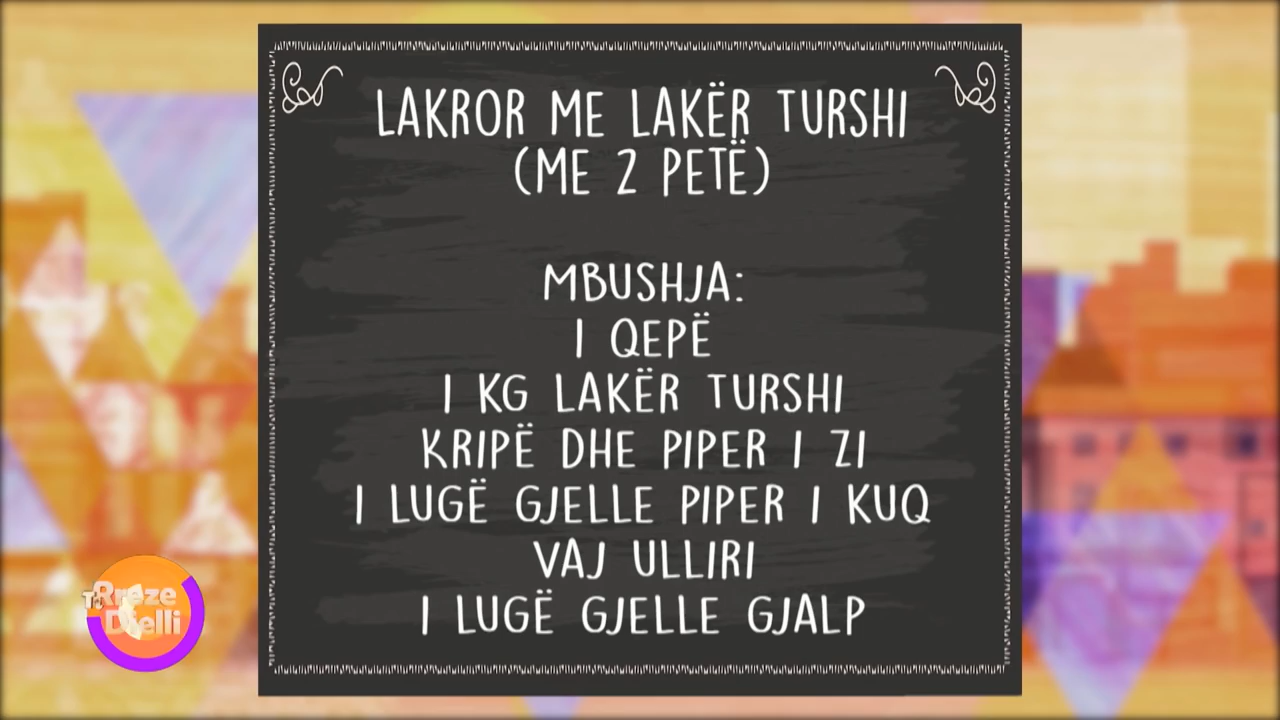 LAKROR ME LAKËR TURSHI
(ME 2 PETË)
MBUSHJA:
1 QEPË
1 KG LAKËR TURSHI
KRIPË DHE PIPER I ZI
1 LUGË GJELLE PIPER I KUQ
VAJ ULLIRI
1 LUGË GJELLE GJALP
Rreze
Dielli